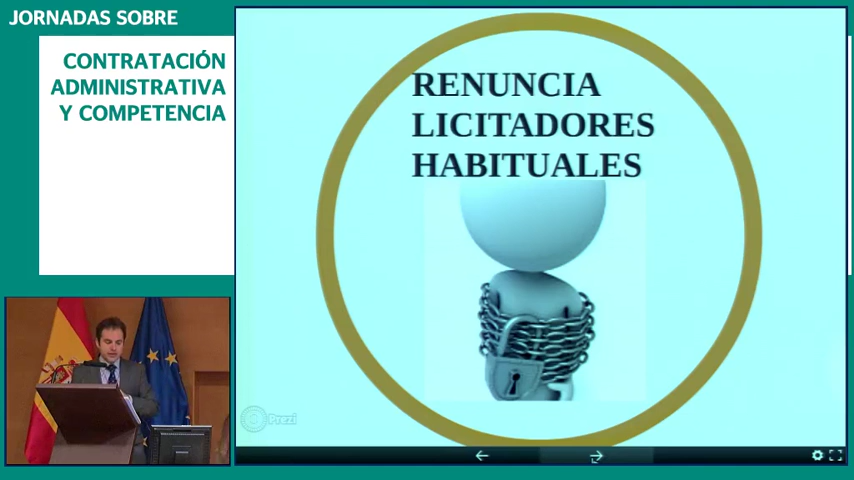 JORNADAS SOBRE
CONTRATACIÓN
ADMINISTRATIVA
Y COMPETENCIA
RENUNCIA
LICITADORES
HABITUALES
Prezi